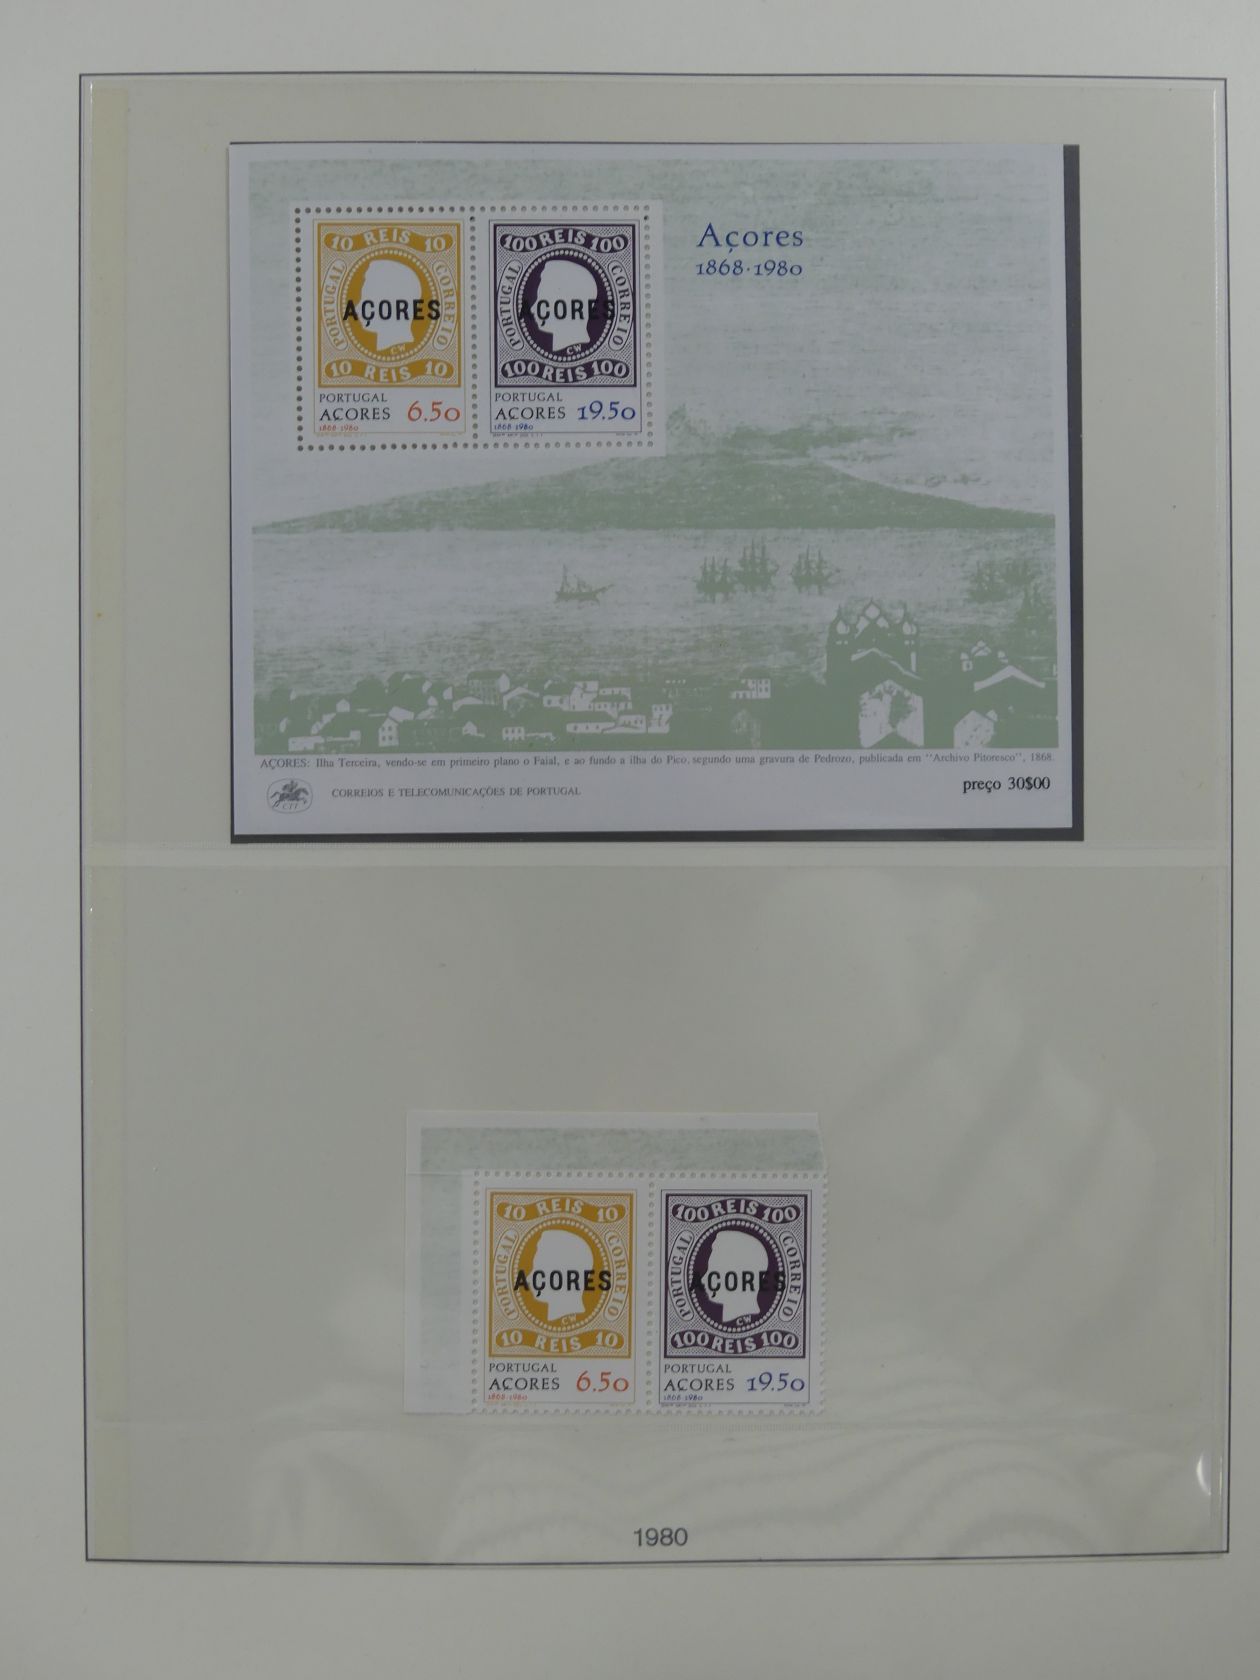 Açores
1868·1980
10 REIS 10
PORTUGAL
CORREIO
AÇORES
CW
10 REIS 10
PORTUGAL
AÇORES 6.50
1868·1980
100 REIS 100
PORTUGAL
CORREIO
AÇORES
CW
100 REIS 100
PORTUGAL
AÇORES 19.50
1868·1980
AÇORES: Ilha Terceira, vendo-se em primeiro plano o Faial, e ao fundo a ilha do Pico, segundo uma gravura de Pedrozo, publicada em "Archivo Pitoresco", 1868.
preço 30$00
CTT
CORREIOS E TELECOMUNICAÇÕES DE PORTUGAL
10 REIS 10
PORTUGAL
CORREIO
AÇORES
CW
10 REIS 10
PORTUGAL
AÇORES 6.50
1868·1980
100 REIS 100
PORTUGAL
CORREIO
AÇORES
CW
100 REIS 100
PORTUGAL
AÇORES 19.50
1868·1980
1980